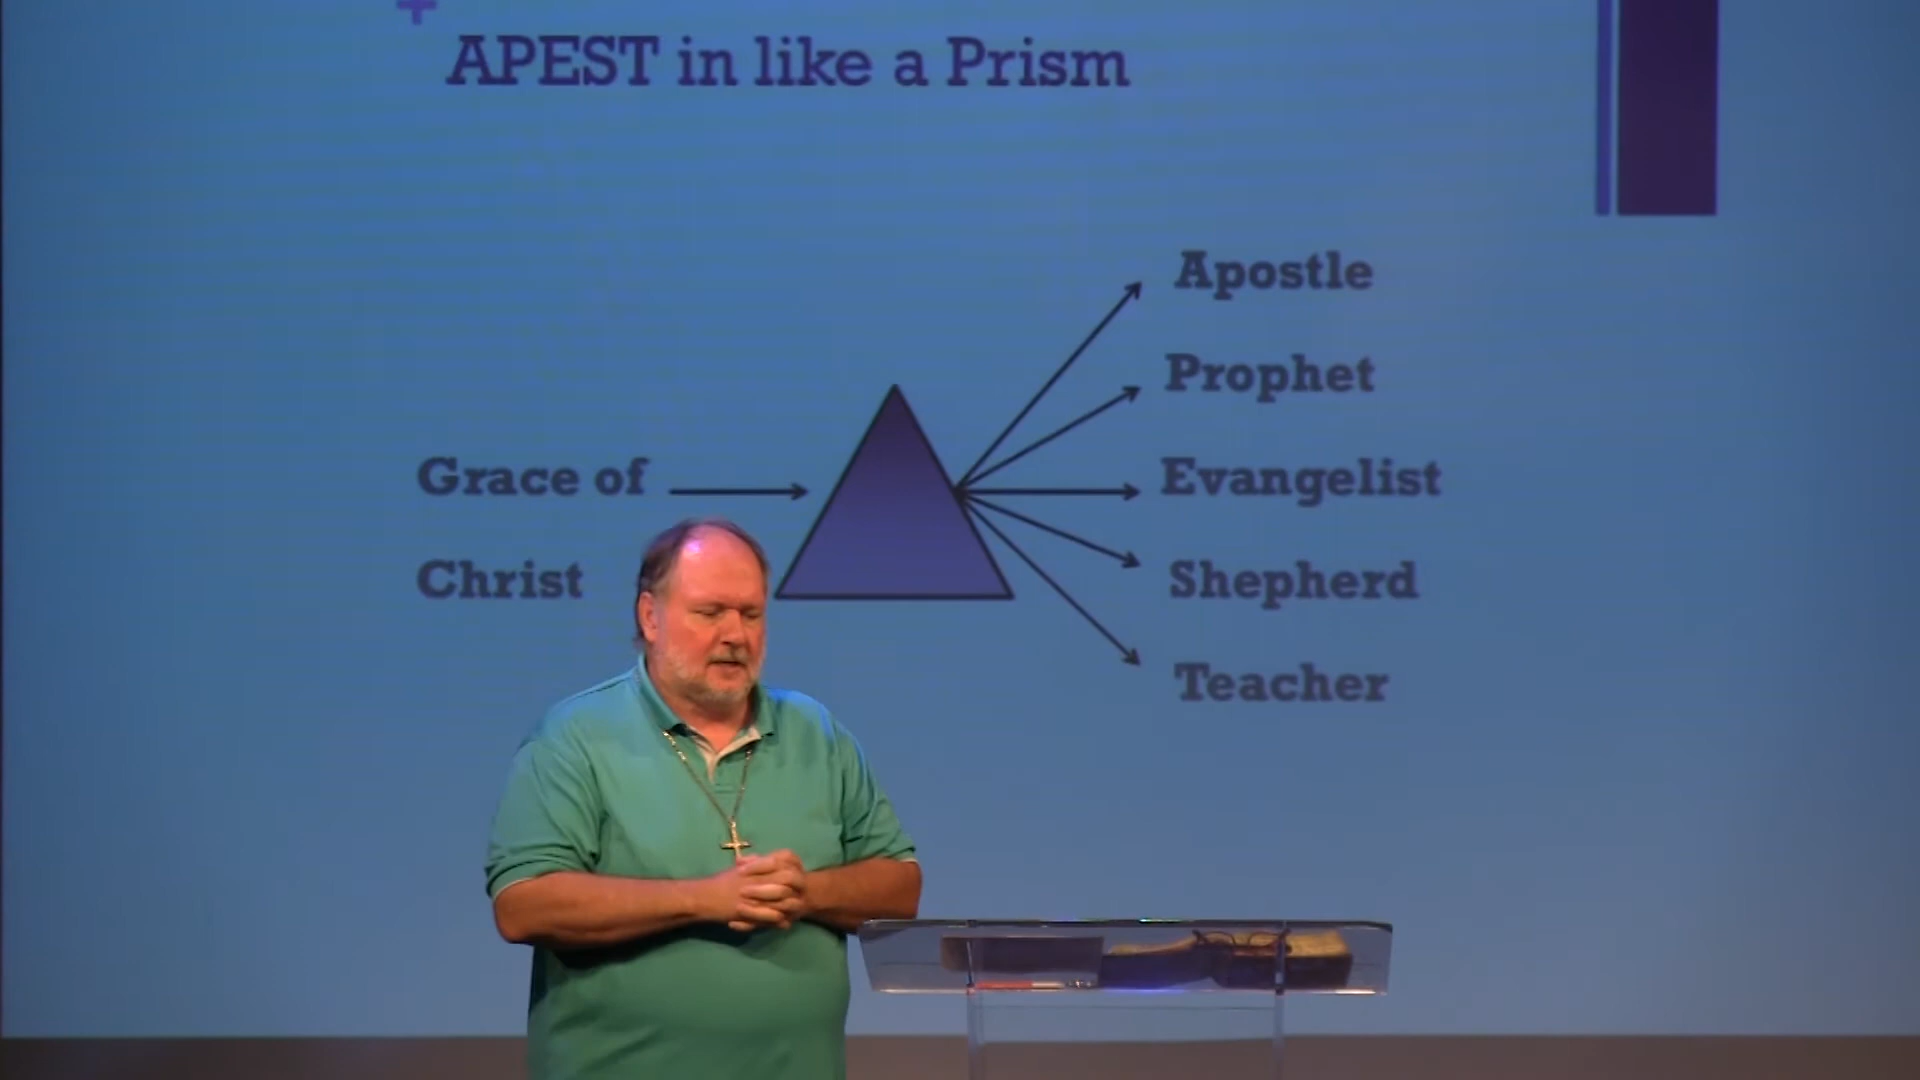 +
APEST in like a Prism
Apostle
Prophet
Grace of
Evangelist
Christ
Shepherd
Teacher